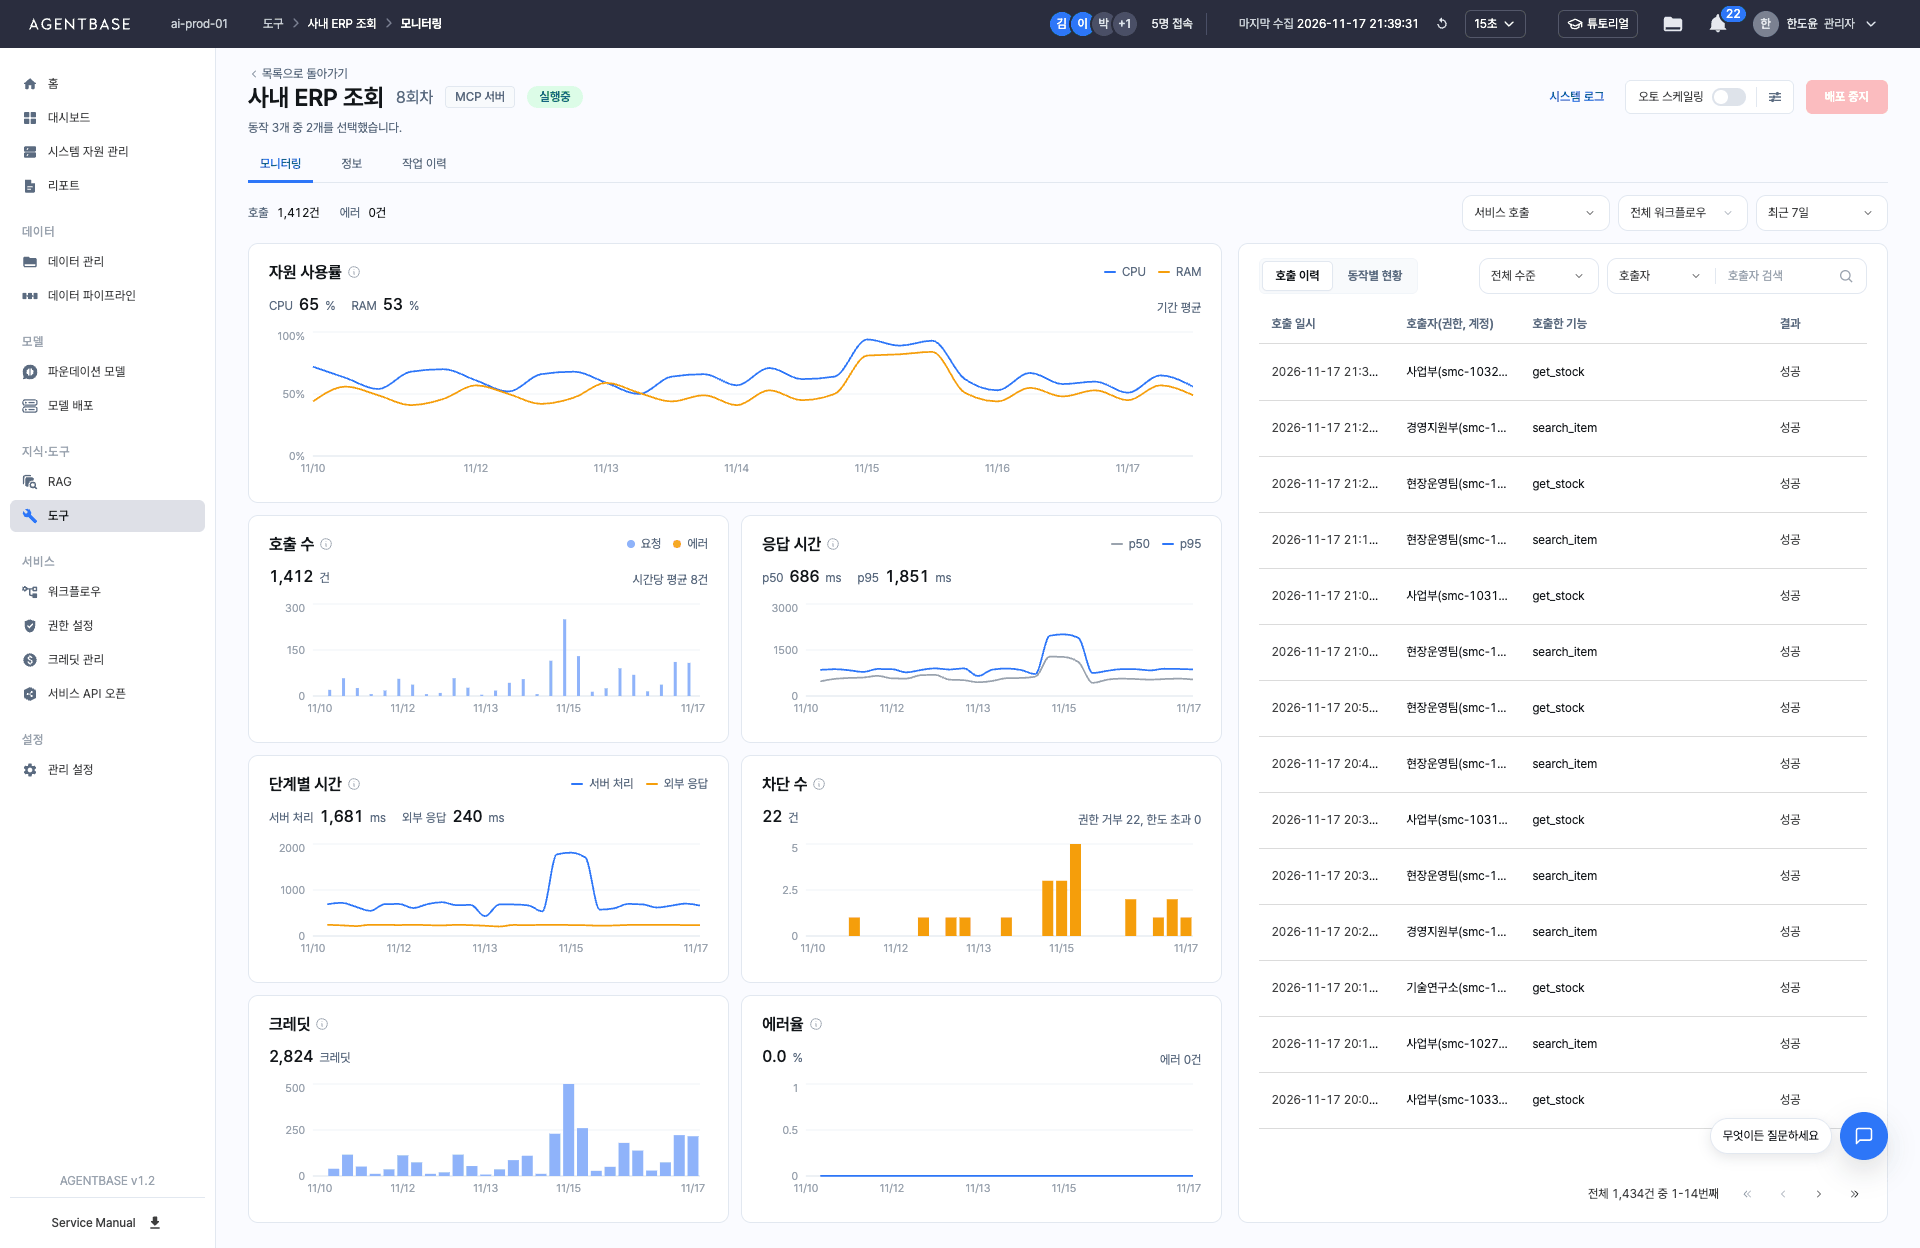 AGENTBASE
ai-prod-01
도구 > 사내 ERP 조회 > 모니터링
김 이 박 +1 5명 접속
마지막 수집 2026-11-17 21:39:31
15초
튜토리얼
22
한 한도윤 관리자
홈
대시보드
시스템 자원 관리
리포트
데이터
데이터 관리
데이터 파이프라인
모델
파운데이션 모델
모델 배포
지식·도구
RAG
도구
서비스
워크플로우
권한 설정
크레딧 관리
서비스 API 오픈
설정
관리 설정
AGENTBASE v1.2
Service Manual
목록으로 돌아가기
사내 ERP 조회 8회차 MCP 서버 실행중
동작 3개 중 2개를 선택했습니다.
시스템 로그
오토 스케일링
배포 중지
모니터링 정보 작업 이력
호출 1,412건 에러 0건
서비스 호출
전체 워크플로우
최근 7일
자원 사용률
CPU RAM
CPU 65 % RAM 53 %
기간 평균
100%
50%
0%
11/10 11/12 11/13 11/14 11/15 11/16 11/17
호출 수
요청 에러
1,412 건
시간당 평균 8건
300
150
0
11/10 11/12 11/13 11/15 11/17
응답 시간
p50 p95
p50 686 ms p95 1,851 ms
3000
1500
0
11/10 11/12 11/13 11/15 11/17
단계별 시간
서버 처리 외부 응답
서버 처리 1,681 ms 외부 응답 240 ms
2000
1000
0
11/10 11/12 11/13 11/15 11/17
차단 수
22 건
권한 거부 22, 한도 초과 0
5
2.5
0
11/10 11/12 11/13 11/15 11/17
크레딧
2,824 크레딧
500
250
0
11/10 11/12 11/13 11/15 11/17
에러율
0.0 %
에러 0건
1
0.5
0
11/10 11/12 11/13 11/15 11/17
호출 이력 동작별 현황
전체 수준
호출자 호출자 검색
호출 일시 호출자(권한, 계정) 호출한 기능 결과
2026-11-17 21:3... 사업부(smc-1032... get_stock 성공
2026-11-17 21:2... 경영지원부(smc-1... search_item 성공
2026-11-17 21:2... 현장운영팀(smc-1... get_stock 성공
2026-11-17 21:1... 현장운영팀(smc-1... search_item 성공
2026-11-17 21:0... 사업부(smc-1031... get_stock 성공
2026-11-17 21:0... 현장운영팀(smc-1... search_item 성공
2026-11-17 20:5... 현장운영팀(smc-1... get_stock 성공
2026-11-17 20:4... 현장운영팀(smc-1... search_item 성공
2026-11-17 20:3... 사업부(smc-1031... get_stock 성공
2026-11-17 20:3... 현장운영팀(smc-1... search_item 성공
2026-11-17 20:2... 경영지원부(smc-1... search_item 성공
2026-11-17 20:1... 기술연구소(smc-1... get_stock 성공
2026-11-17 20:1... 사업부(smc-1027... search_item 성공
2026-11-17 20:0... 사업부(smc-1033... get_stock 성공
무엇이든 질문하세요
전체 1,434건 중 1-14번째 « ‹ › »